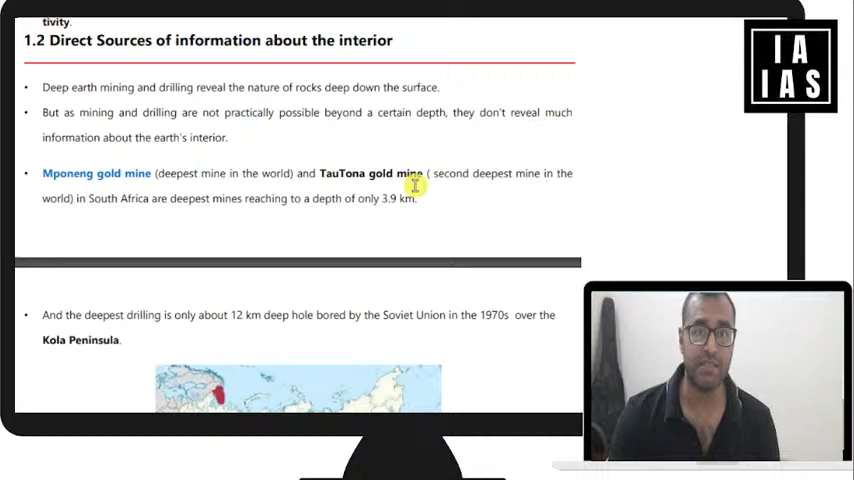 tivity.
1.2 Direct Sources of information about the interior
• Deep earth mining and drilling reveal the nature of rocks deep down the surface.
• But as mining and drilling are not practically possible beyond a certain depth, they don't reveal much
information about the earth's interior.
• Mponeng gold mine (deepest mine in the world) and TauTona gold mine ( second deepest mine in the
world) in South Africa are deepest mines reaching to a depth of only 3.9 km.
• And the deepest drilling is only about 12 km deep hole bored by the Soviet Union in the 1970s over the
Kola Peninsula.
IA
IAS